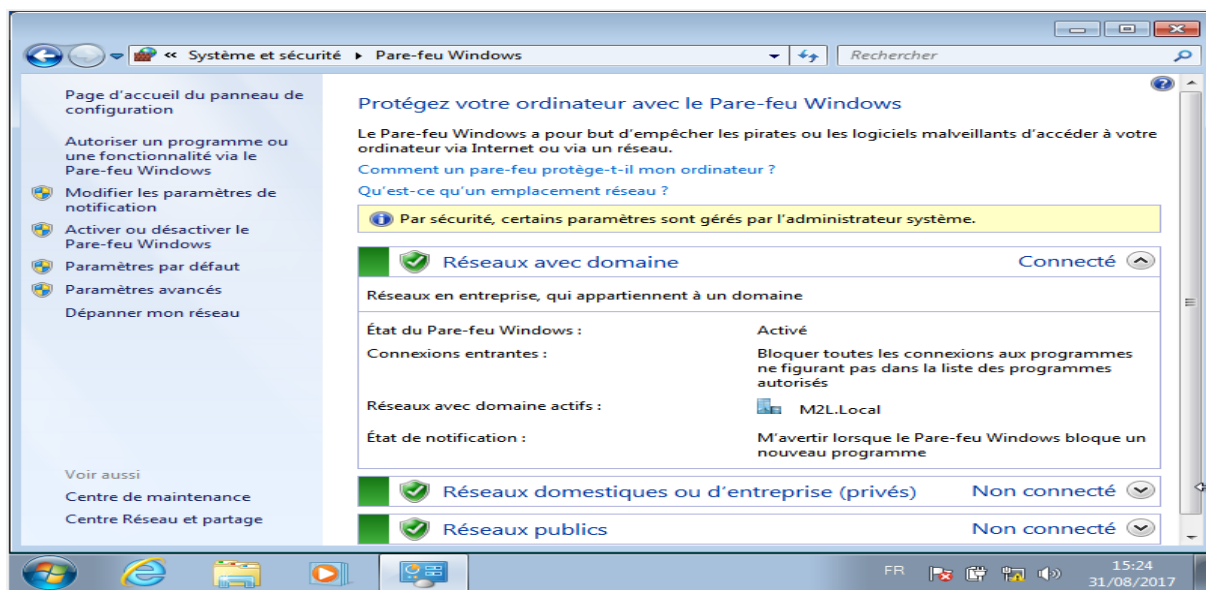 « Système et sécurité ▸ Pare-feu Windows
Rechercher
Page d'accueil du panneau de
configuration
Autoriser un programme ou
une fonctionnalité via le
Pare-feu Windows
Modifier les paramètres de
notification
Activer ou désactiver le
Pare-feu Windows
Paramètres par défaut
Paramètres avancés
Dépanner mon réseau
Voir aussi
Centre de maintenance
Centre Réseau et partage
Protégez votre ordinateur avec le Pare-feu Windows
Le Pare-feu Windows a pour but d'empêcher les pirates ou les logiciels malveillants d'accéder à votre
ordinateur via Internet ou via un réseau.
Comment un pare-feu protège-t-il mon ordinateur ?
Qu'est-ce qu'un emplacement réseau ?
Par sécurité, certains paramètres sont gérés par l'administrateur système.
Réseaux avec domaine Connecté
Réseaux en entreprise, qui appartiennent à un domaine
État du Pare-feu Windows : Activé
Connexions entrantes : Bloquer toutes les connexions aux programmes
ne figurant pas dans la liste des programmes
autorisés
Réseaux avec domaine actifs : M2L.Local
État de notification : M'avertir lorsque le Pare-feu Windows bloque un
nouveau programme
Réseaux domestiques ou d'entreprise (privés) Non connecté
Réseaux publics Non connecté
FR
15:24
31/08/2017